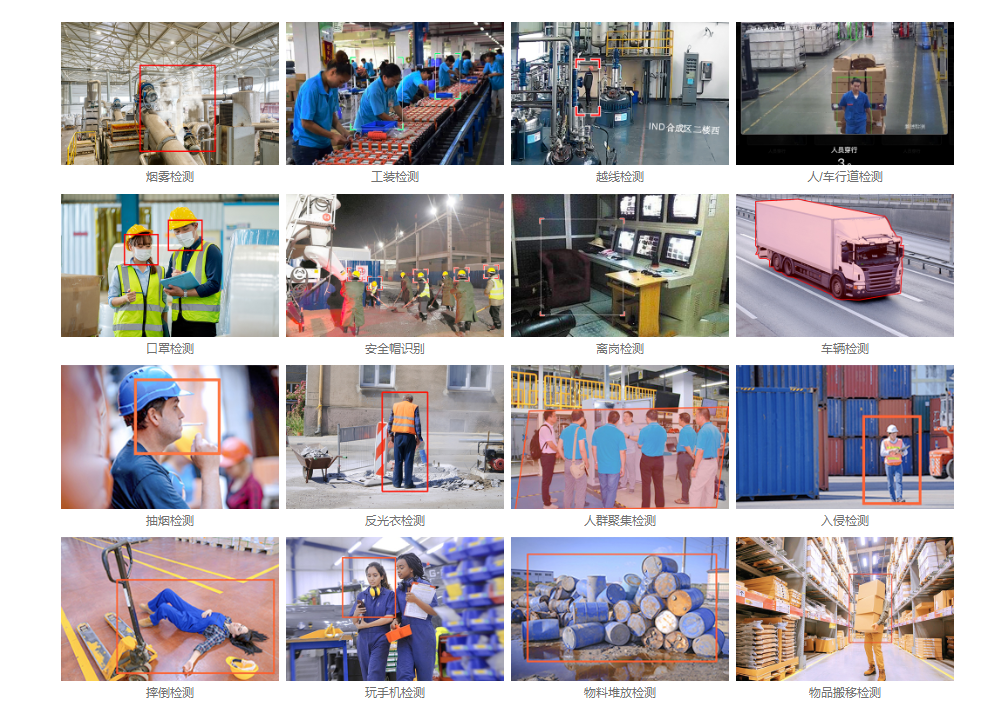 IND合成区二楼西
人员穿行
3
烟雾检测
工装检测
越线检测
人/车行道检测
口罩检测
安全帽识别
离岗检测
车辆检测
抽烟检测
反光衣检测
人群聚集检测
入侵检测
摔倒检测
玩手机检测
物料堆放检测
物品搬移检测